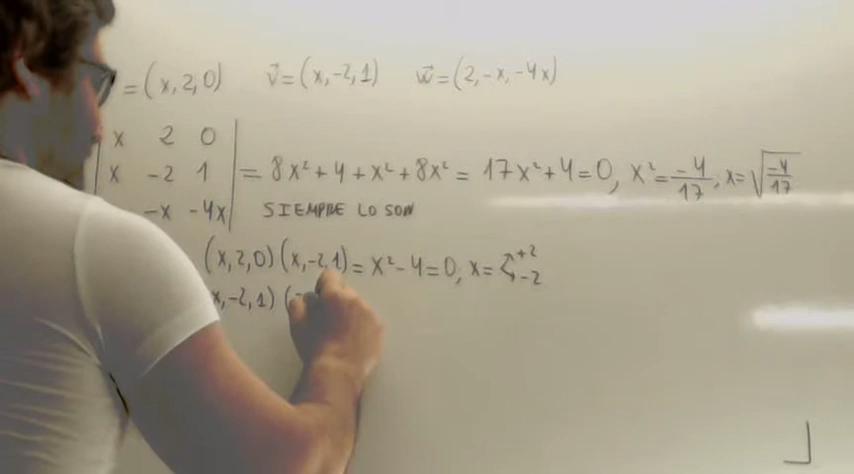 = (x, 2, 0) v⃗ = (x, -2, 1) w⃗ = (2, -x, -4x)
x 2 0
x -2 1 = 8x² + 4 + x² + 8x² = 17x² + 4 = 0, x² = -4/17, x = √(-4/17)
-x -4x SIEMPRE LO SON
(x, 2, 0) (x, -2, 1) = x² - 4 = 0, x = +2 -2
x, -2, 1) (